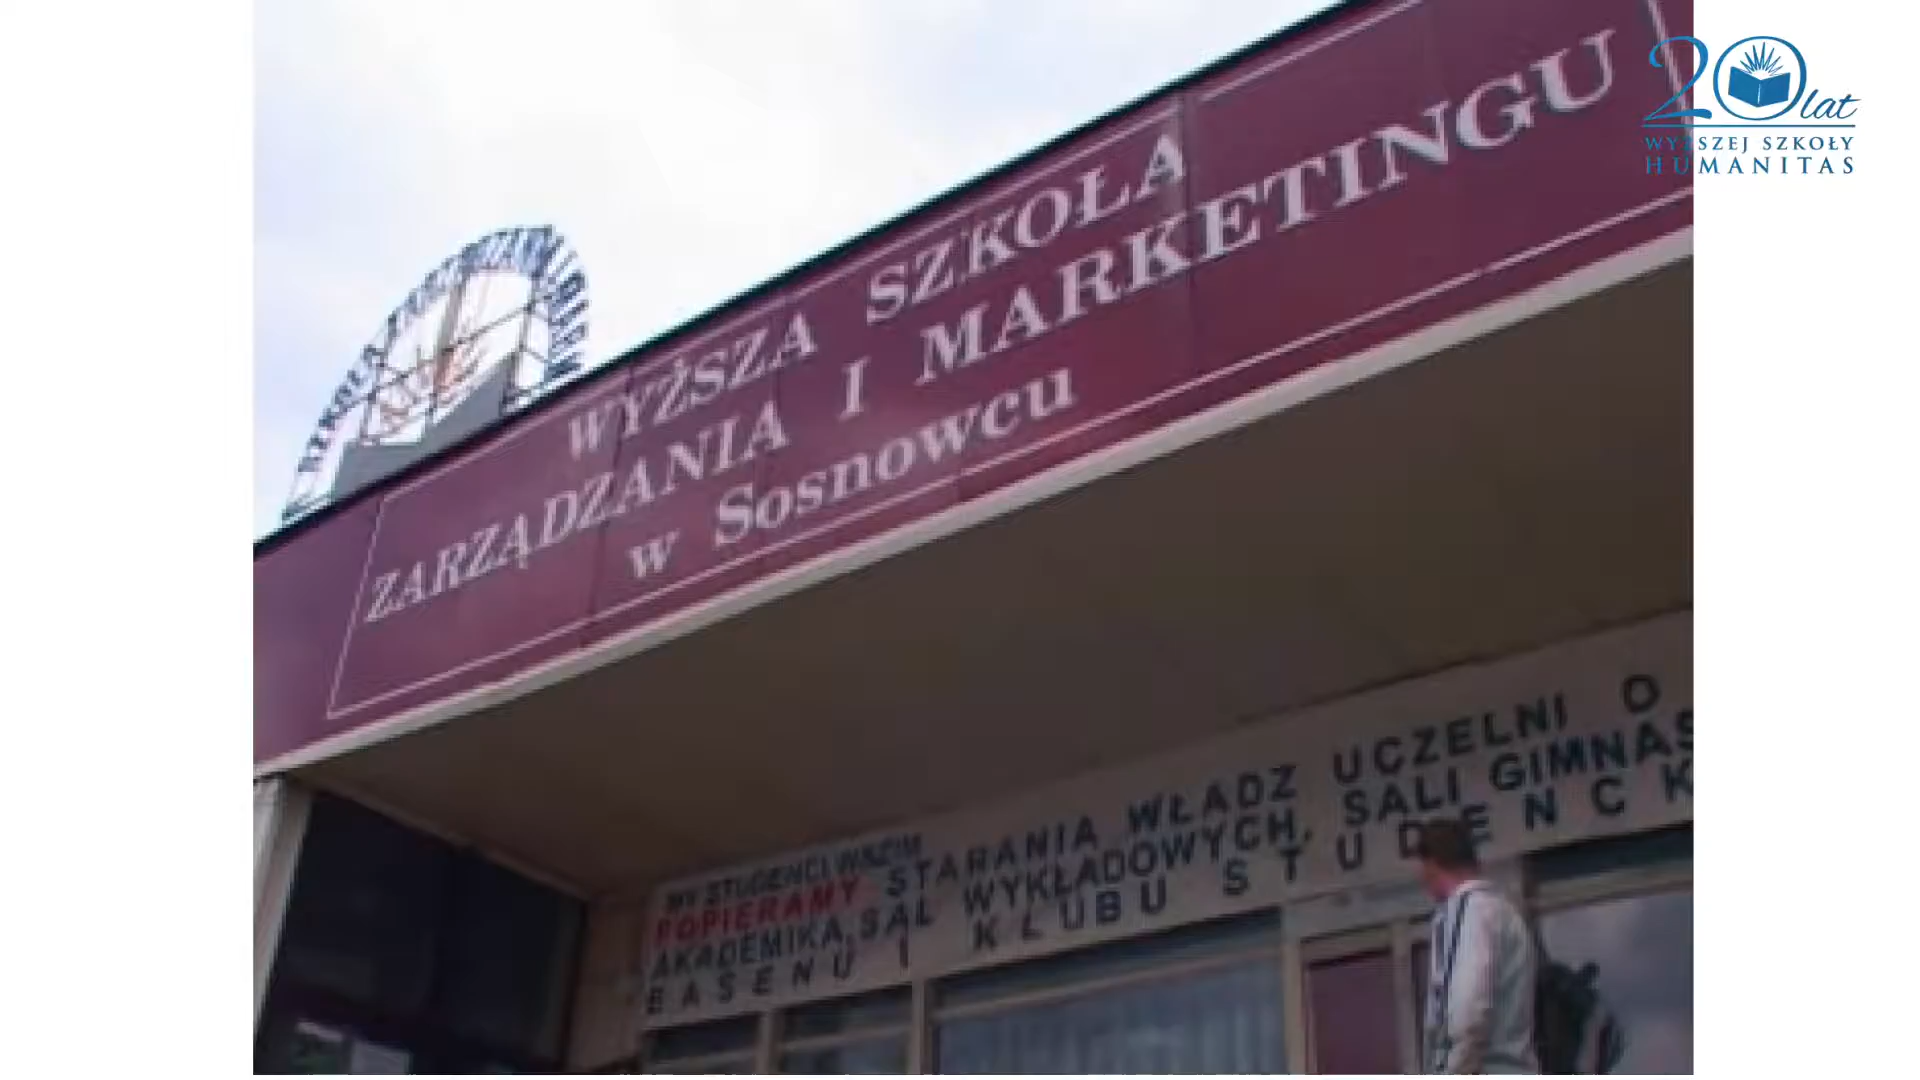 20 lat
WYŻSZEJ SZKOŁY
HUMANITAS
WYŻSZA SZKOŁA
ZARZĄDZANIA I MARKETINGU
w Sosnowcu
MY STUDENCI WSZIM
POPIERAMY STARANIA WŁADZ UCZELNI O
AKADEMIKA, SAL WYKŁADOWYCH, SALI GIMNAS
BASENU I KLUBU STUDENCK
SZKOŁA